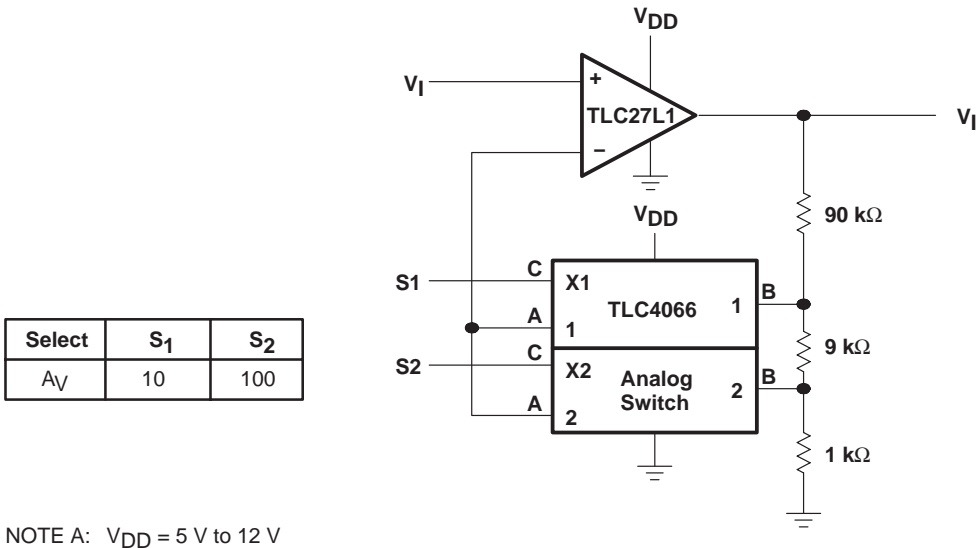 VDD
VI
+
TLC27L1
−
VI
90 kΩ
VDD
S1
C
X1
TLC4066
1
B
A
1
9 kΩ
S2
C
X2
Analog
Switch
2
B
A
2
1 kΩ
Select S1 S2
AV 10 100
NOTE A: VDD = 5 V to 12 V